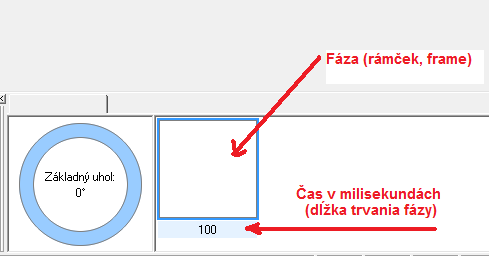 Fáza (rámček, frame)
Základný uhol:
0°
100
Čas v milisekundách
(dĺžka trvania fázy)